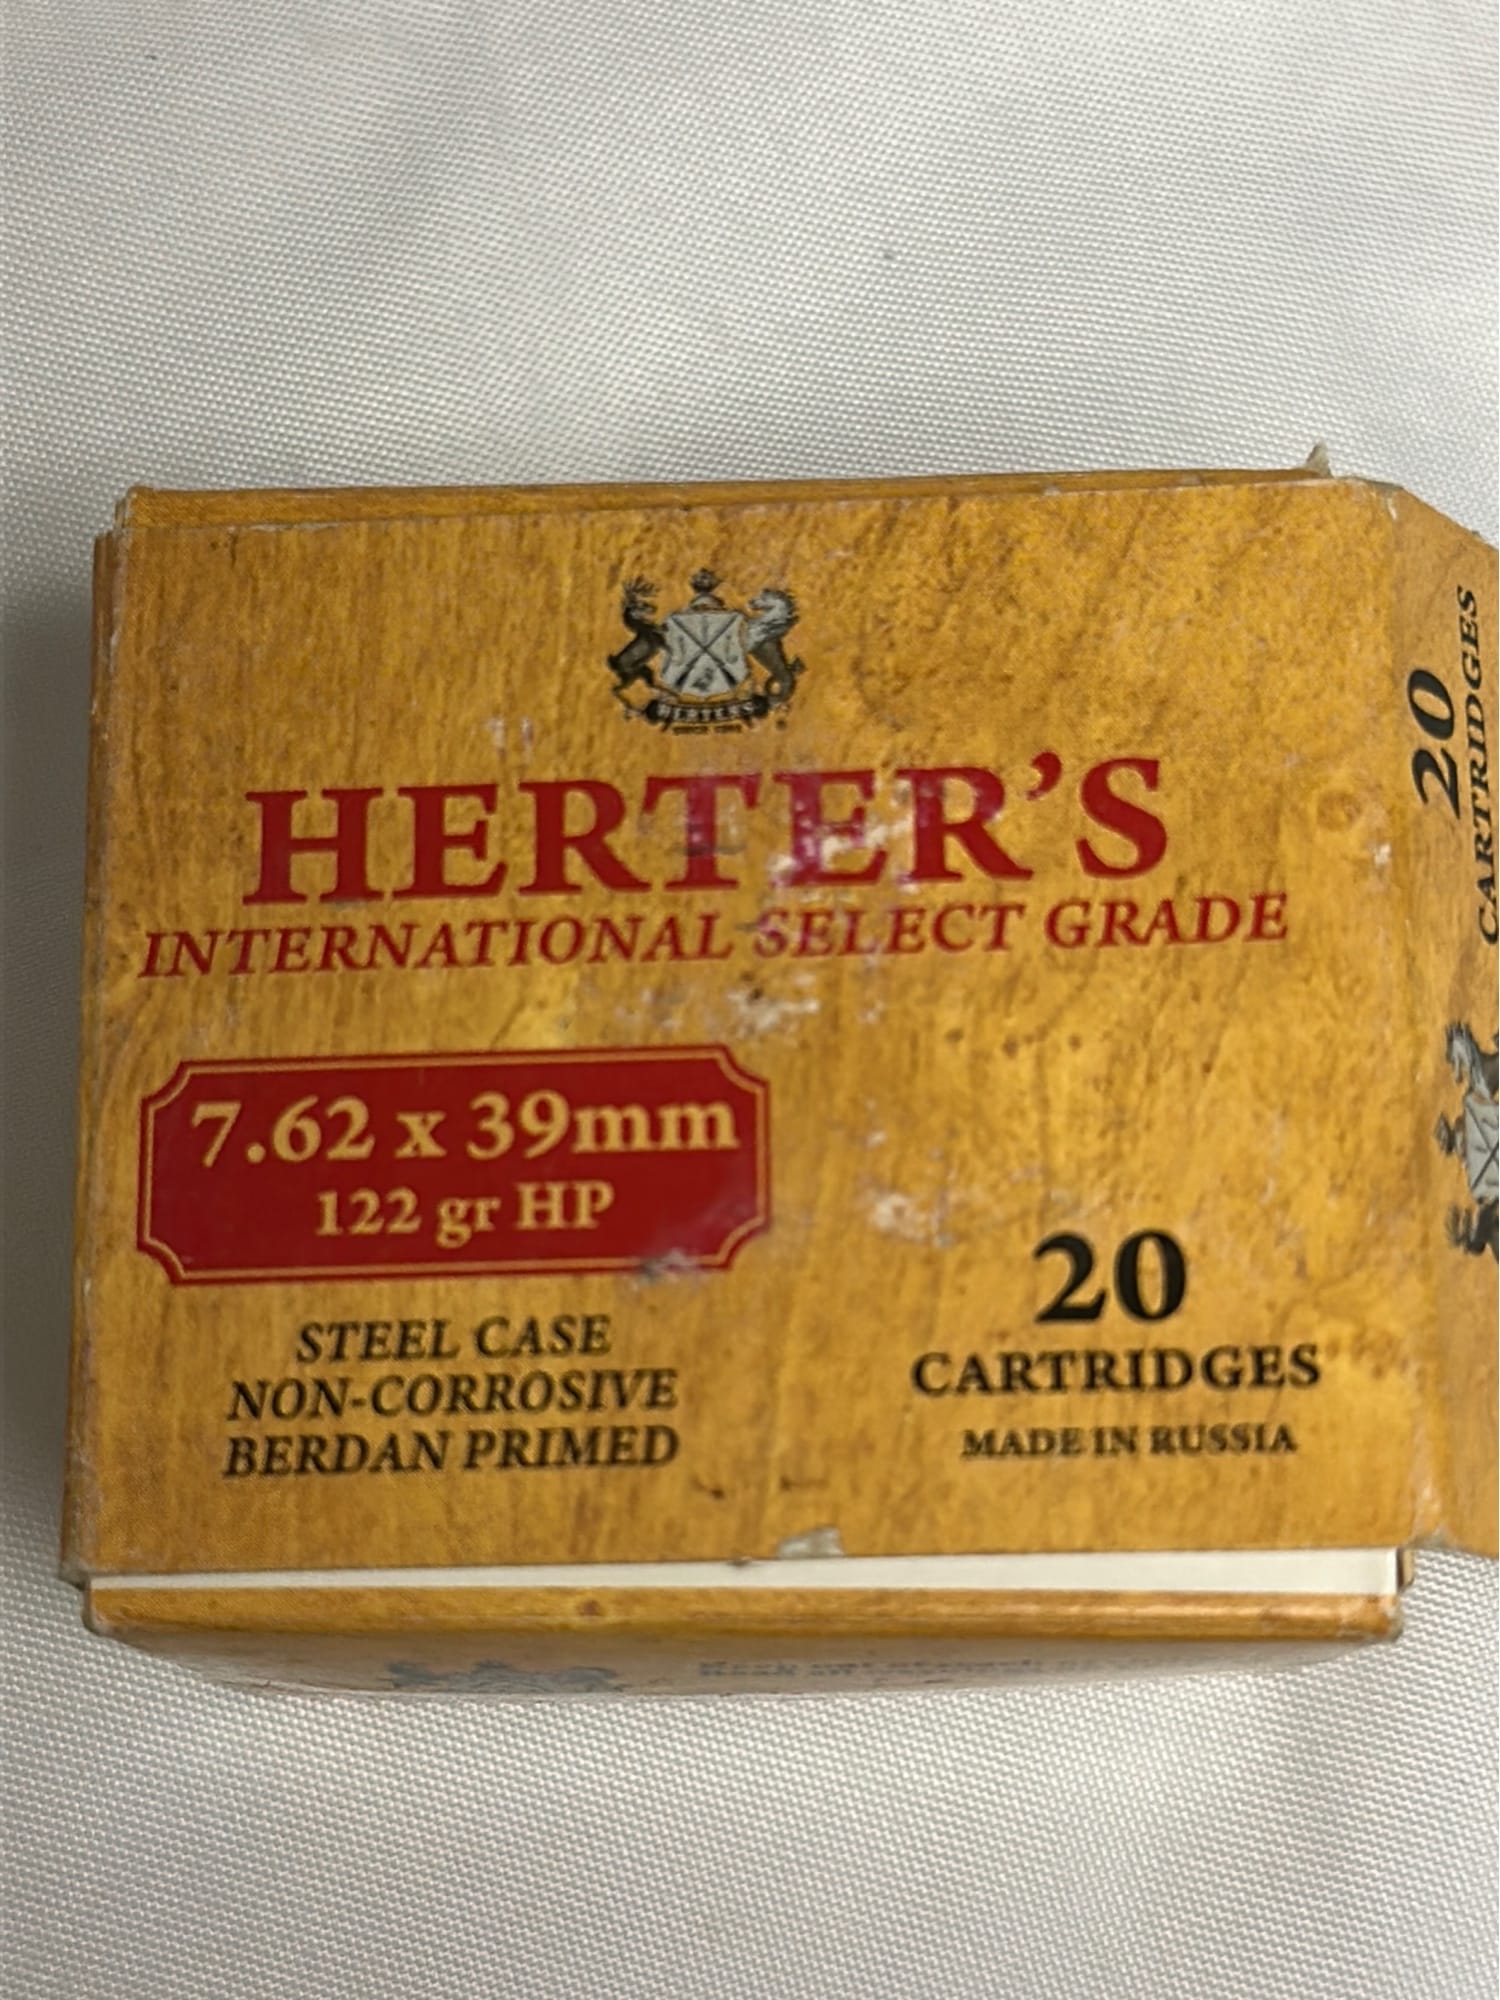 HERTER'S
HERTER'S
INTERNATIONAL SELECT GRADE
7.62 x 39mm
122 gr HP
STEEL CASE
NON-CORROSIVE
BERDAN PRIMED
20
CARTRIDGES
MADE IN RUSSIA
20
CARTRIDGES